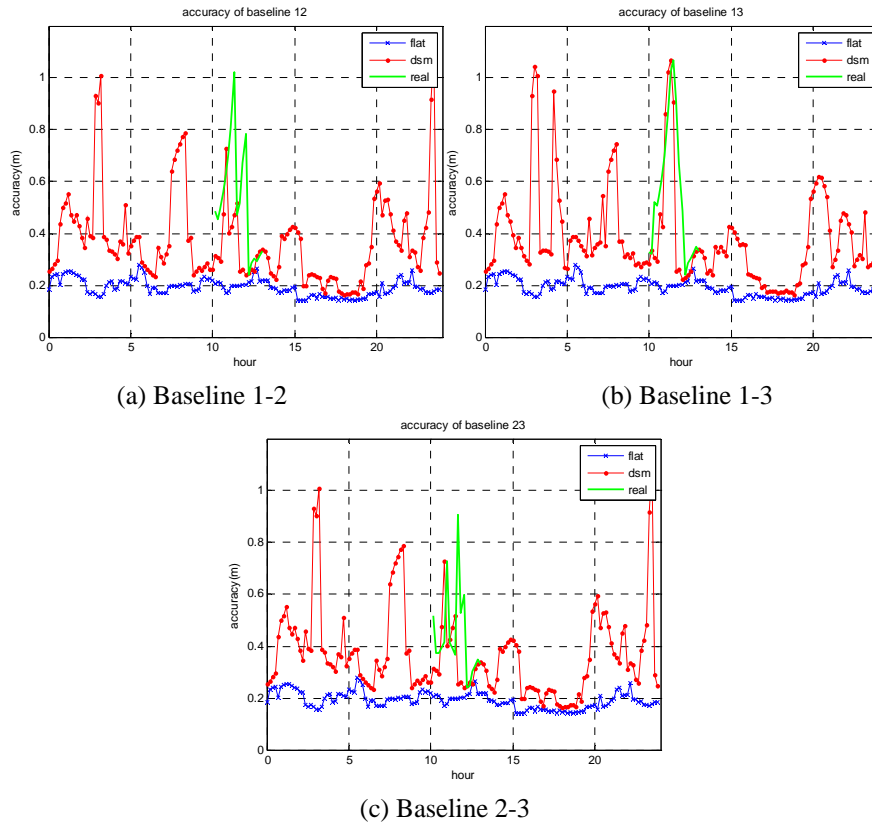 accuracy of baseline 12
flat
dsm
real
accuracy(m)
1
0.8
0.6
0.4
0.2
0
0 5 10 15 20
hour
(a) Baseline 1-2
accuracy of baseline 13
flat
dsm
real
accuracy(m)
1
0.8
0.6
0.4
0.2
0
0 5 10 15 20
hour
(b) Baseline 1-3
accuracy of baseline 23
flat
dsm
real
accuracy(m)
1
0.8
0.6
0.4
0.2
0
0 5 10 15 20
hour
(c) Baseline 2-3